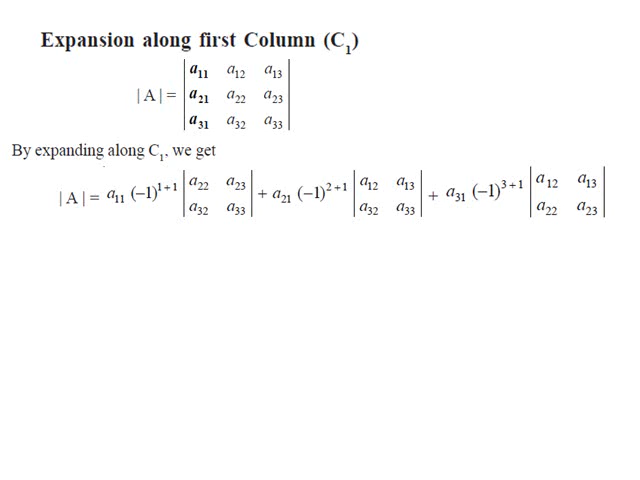 Expansion along first Column (C₁)
a₁₁ a₁₂ a₁₃
| A | = a₂₁ a₂₂ a₂₃
a₃₁ a₃₂ a₃₃
By expanding along C₁, we get
| A | = a₁₁ (–1)¹⁺¹ |a₂₂ a₂₃; a₃₂ a₃₃| + a₂₁ (–1)²⁺¹ |a₁₂ a₁₃; a₃₂ a₃₃| + a₃₁ (–1)³⁺¹ |a₁₂ a₁₃; a₂₂ a₂₃|